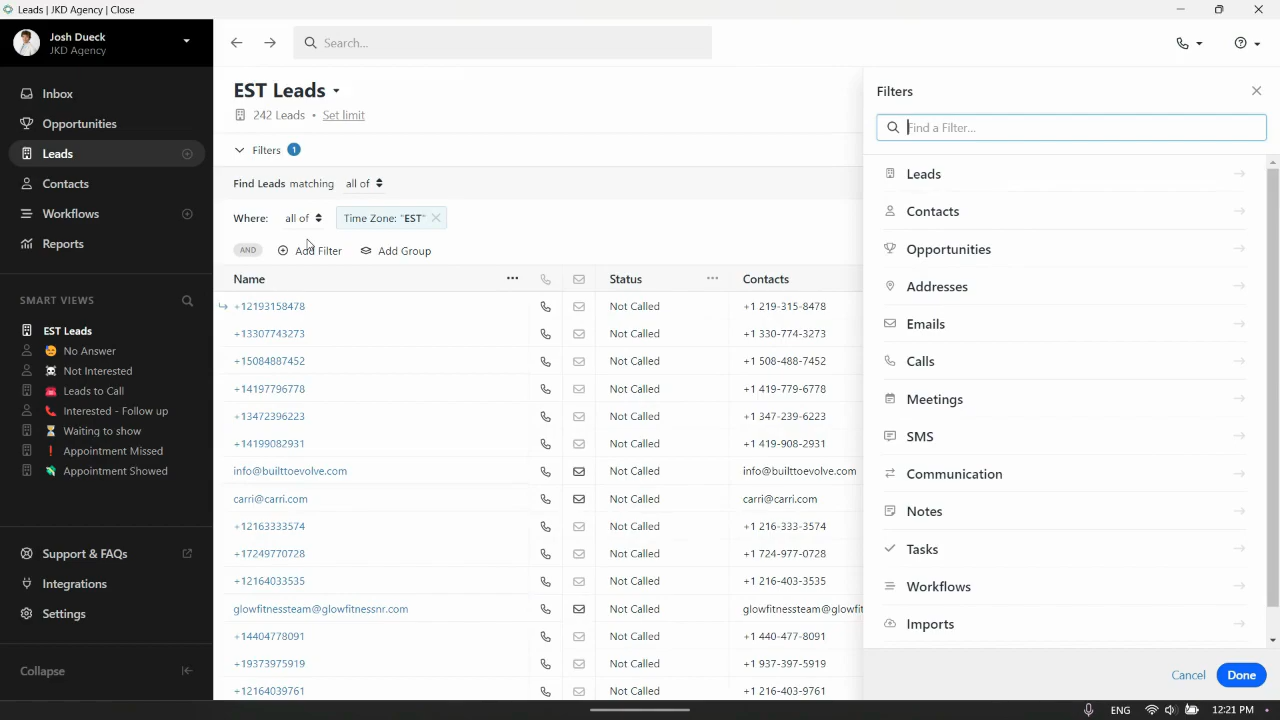 Leads | JKD Agency | Close
Josh Dueck
JKD Agency
Inbox
Opportunities
Leads
Contacts
Workflows
Reports
SMART VIEWS
EST Leads
No Answer
Not Interested
Leads to Call
Interested - Follow up
Waiting to show
Appointment Missed
Appointment Showed
Support & FAQs
Integrations
Settings
Collapse
Search...
EST Leads
242 Leads • Set limit
Filters 1
Find Leads matching all of
Where: all of Time Zone: "EST"
AND Add Filter Add Group
Name Status Contacts
+12193158478 Not Called +1 219-315-8478
+13307743273 Not Called +1 330-774-3273
+15084887452 Not Called +1 508-488-7452
+14197796778 Not Called +1 419-779-6778
+13472396223 Not Called +1 347-239-6223
+14199082931 Not Called +1 419-908-2931
info@builttoevolve.com Not Called info@builttoevolve.com
carri@carri.com Not Called carri@carri.com
+12163333574 Not Called +1 216-333-3574
+17249770728 Not Called +1 724-977-0728
+12164033535 Not Called +1 216-403-3535
glowfitnessteam@glowfitnessnr.com Not Called glowfitnessteam@glowfit
+14404778091 Not Called +1 440-477-8091
+19373975919 Not Called +1 937-397-5919
+12164039761 Not Called +1 216-403-9761
Filters
Find a Filter...
Leads
Contacts
Opportunities
Addresses
Emails
Calls
Meetings
SMS
Communication
Notes
Tasks
Workflows
Imports
Cancel Done
ENG 12:21 PM